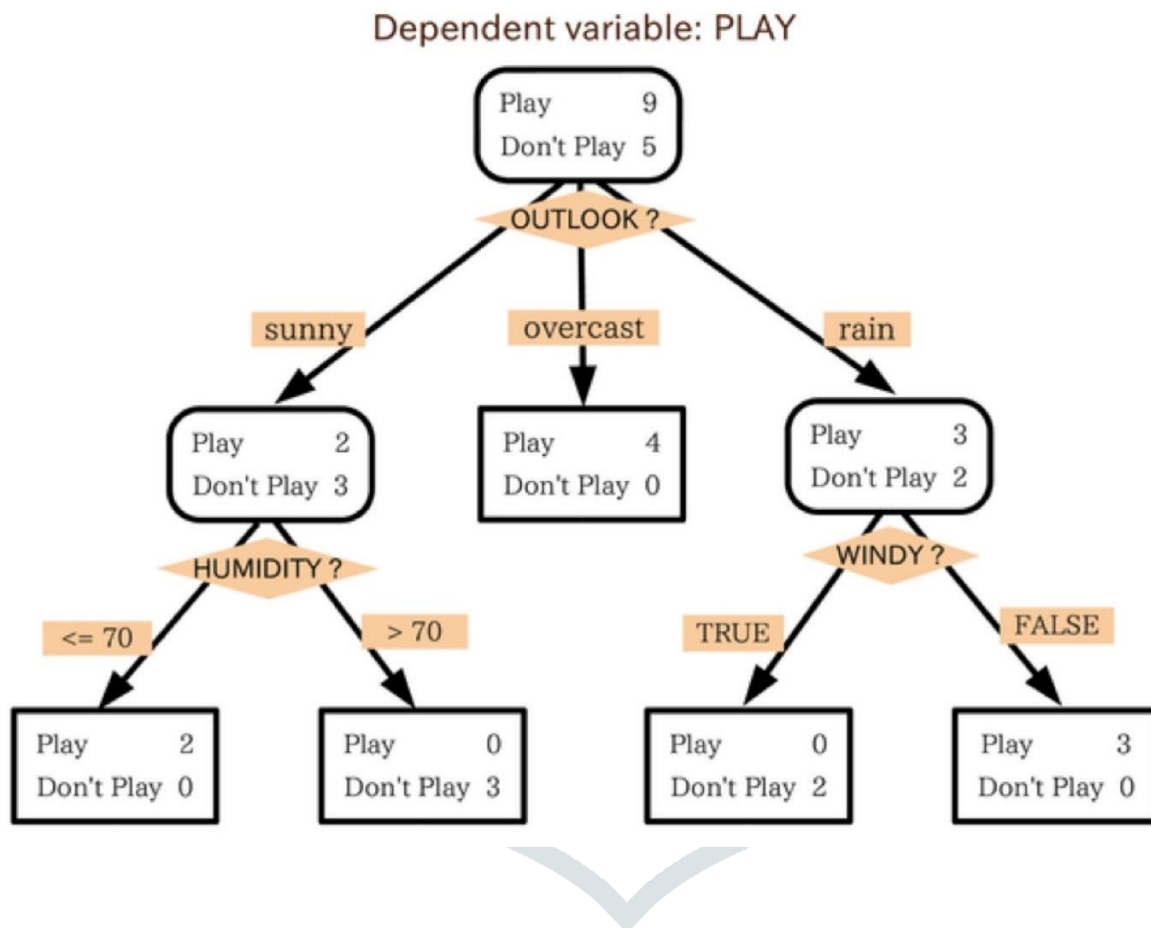 Dependent variable: PLAY
Play 9
Don't Play 5
OUTLOOK ?
sunny
overcast
rain
Play 2
Don't Play 3
Play 4
Don't Play 0
Play 3
Don't Play 2
HUMIDITY ?
WINDY ?
<= 70
> 70
TRUE
FALSE
Play 2
Don't Play 0
Play 0
Don't Play 3
Play 0
Don't Play 2
Play 3
Don't Play 0